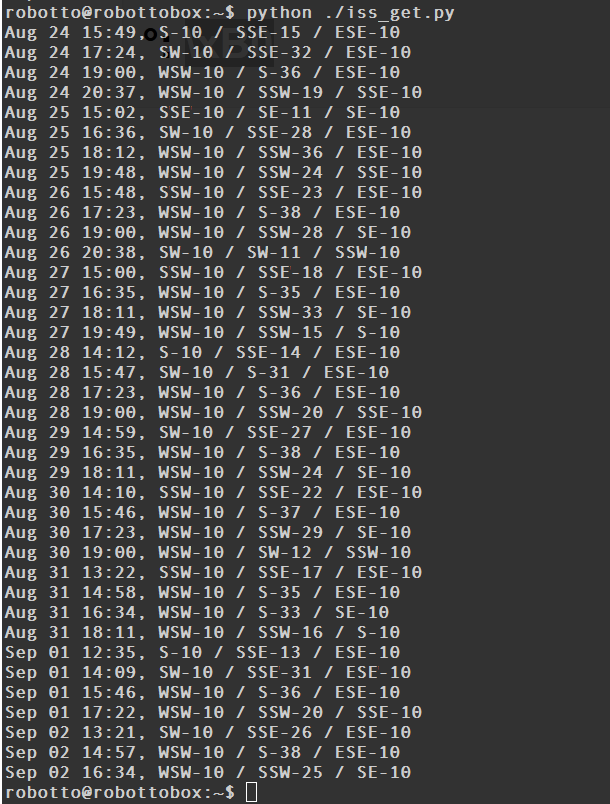 robotto@robottobox:~$ python ./iss_get.py
Aug 24 15:49, S-10 / SSE-15 / ESE-10
Aug 24 17:24, SW-10 / SSE-32 / ESE-10
Aug 24 19:00, WSW-10 / S-36 / ESE-10
Aug 24 20:37, WSW-10 / SSW-19 / SSE-10
Aug 25 15:02, SSE-10 / SE-11 / SE-10
Aug 25 16:36, SW-10 / SSE-28 / ESE-10
Aug 25 18:12, WSW-10 / SSW-36 / ESE-10
Aug 25 19:48, WSW-10 / SSW-24 / SSE-10
Aug 26 15:48, SSW-10 / SSE-23 / ESE-10
Aug 26 17:23, WSW-10 / S-38 / ESE-10
Aug 26 19:00, WSW-10 / SSW-28 / SE-10
Aug 26 20:38, SW-10 / SW-11 / SSW-10
Aug 27 15:00, SSW-10 / SSE-18 / ESE-10
Aug 27 16:35, WSW-10 / S-35 / ESE-10
Aug 27 18:11, WSW-10 / SSW-33 / SE-10
Aug 27 19:49, WSW-10 / SSW-15 / S-10
Aug 28 14:12, S-10 / SSE-14 / ESE-10
Aug 28 15:47, SW-10 / S-31 / ESE-10
Aug 28 17:23, WSW-10 / S-36 / ESE-10
Aug 28 19:00, WSW-10 / SSW-20 / SSE-10
Aug 29 14:59, SW-10 / SSE-27 / ESE-10
Aug 29 16:35, WSW-10 / S-38 / ESE-10
Aug 29 18:11, WSW-10 / SSW-24 / SE-10
Aug 30 14:10, SSW-10 / SSE-22 / ESE-10
Aug 30 15:46, WSW-10 / S-37 / ESE-10
Aug 30 17:23, WSW-10 / SSW-29 / SE-10
Aug 30 19:00, WSW-10 / SW-12 / SSW-10
Aug 31 13:22, SSW-10 / SSE-17 / ESE-10
Aug 31 14:58, WSW-10 / S-35 / ESE-10
Aug 31 16:34, WSW-10 / S-33 / SE-10
Aug 31 18:11, WSW-10 / SSW-16 / S-10
Sep 01 12:35, S-10 / SSE-13 / ESE-10
Sep 01 14:09, SW-10 / SSE-31 / ESE-10
Sep 01 15:46, WSW-10 / S-36 / ESE-10
Sep 01 17:22, WSW-10 / SSW-20 / SSE-10
Sep 02 13:21, SW-10 / SSE-26 / ESE-10
Sep 02 14:57, WSW-10 / S-38 / ESE-10
Sep 02 16:34, WSW-10 / SSW-25 / SE-10
robotto@robottobox:~$